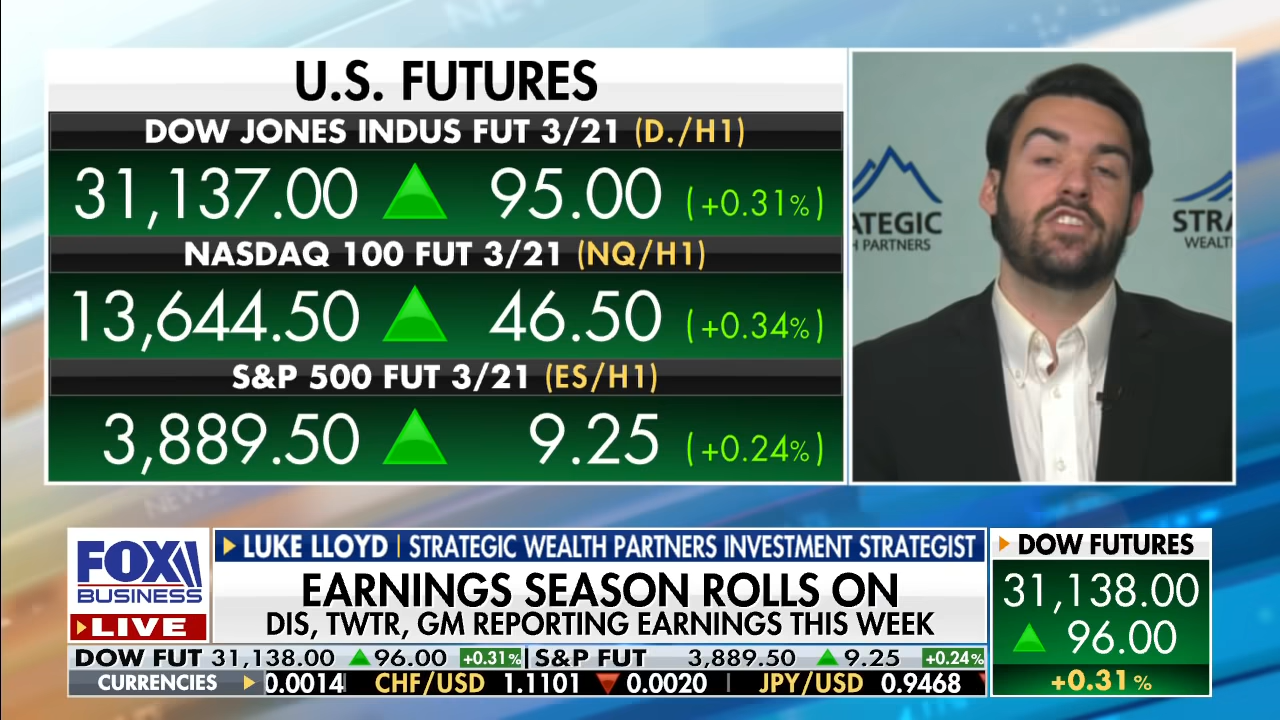 U.S. FUTURES
DOW JONES INDUS FUT 3/21 (D./H1)
31,137.00 ▲ 95.00 (+0.31%)
NASDAQ 100 FUT 3/21 (NQ/H1)
13,644.50 ▲ 46.50 (+0.34%)
S&P 500 FUT 3/21 (ES/H1)
3,889.50 ▲ 9.25 (+0.24%)
ATEGIC
H PARTNERS
STRA
WEALT
NEWS
FOX
BUSINESS
LIVE
LUKE LLOYD | STRATEGIC WEALTH PARTNERS INVESTMENT STRATEGIST
EARNINGS SEASON ROLLS ON
DIS, TWTR, GM REPORTING EARNINGS THIS WEEK
DOW FUTURES
31,138.00
▲ 96.00
+0.31%
DOW FUT 31,138.00 ▲96.00 +0.31% S&P FUT 3,889.50 ▲9.25 +0.24%
CURRENCIES 0.0014 CHF/USD 1.1101 ▼ 0.0020 | JPY/USD 0.9468